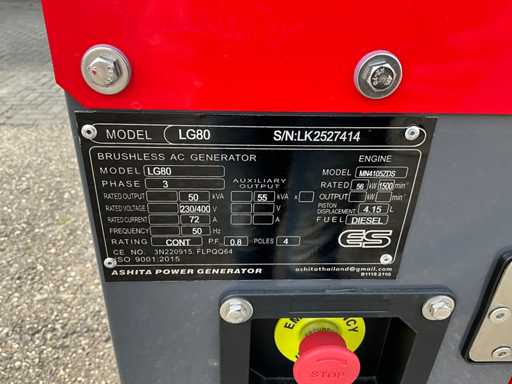 MODEL LG80 S/N:LK2527414
BRUSHLESS AC GENERATOR
MODEL LG80
PHASE 3
AUXILIARY OUTPUT
RATED OUTPUT 50 kVA 55 kVA x
RATED VOLTAGE 230/400 V
RATED CURRENT 72 A
FREQUENCY 50 Hz
RATING CONT P.F. 0.8 POLES 4
CE NO. 3N220915. FLPQQ64
ISO 9001:2015
ASHITA POWER GENERATOR
ENGINE
MODEL MN4105ZDS
RATED 56 kW 1500 min
OUTPUT kW min
PISTON DISPLACEMENT 4.15 L
FUEL DIESEL
ES
ashitathailand@gmail.com
EMERGENCY
STOP